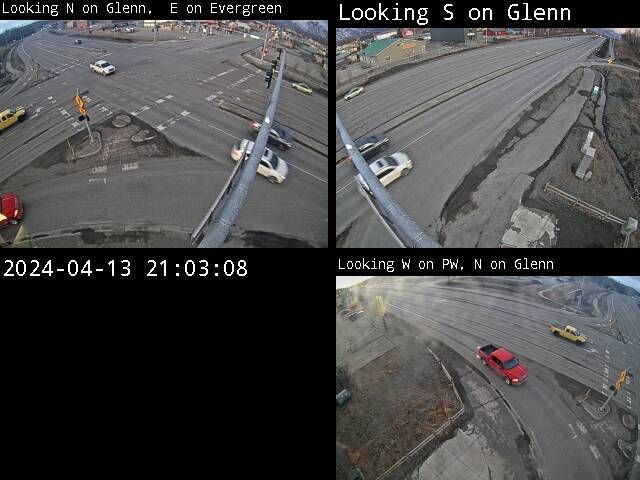 Looking N on Glenn,  E on Evergreen
Looking S on Glenn
2024-04-13 21:03:08
Looking W on PW, N on Glenn